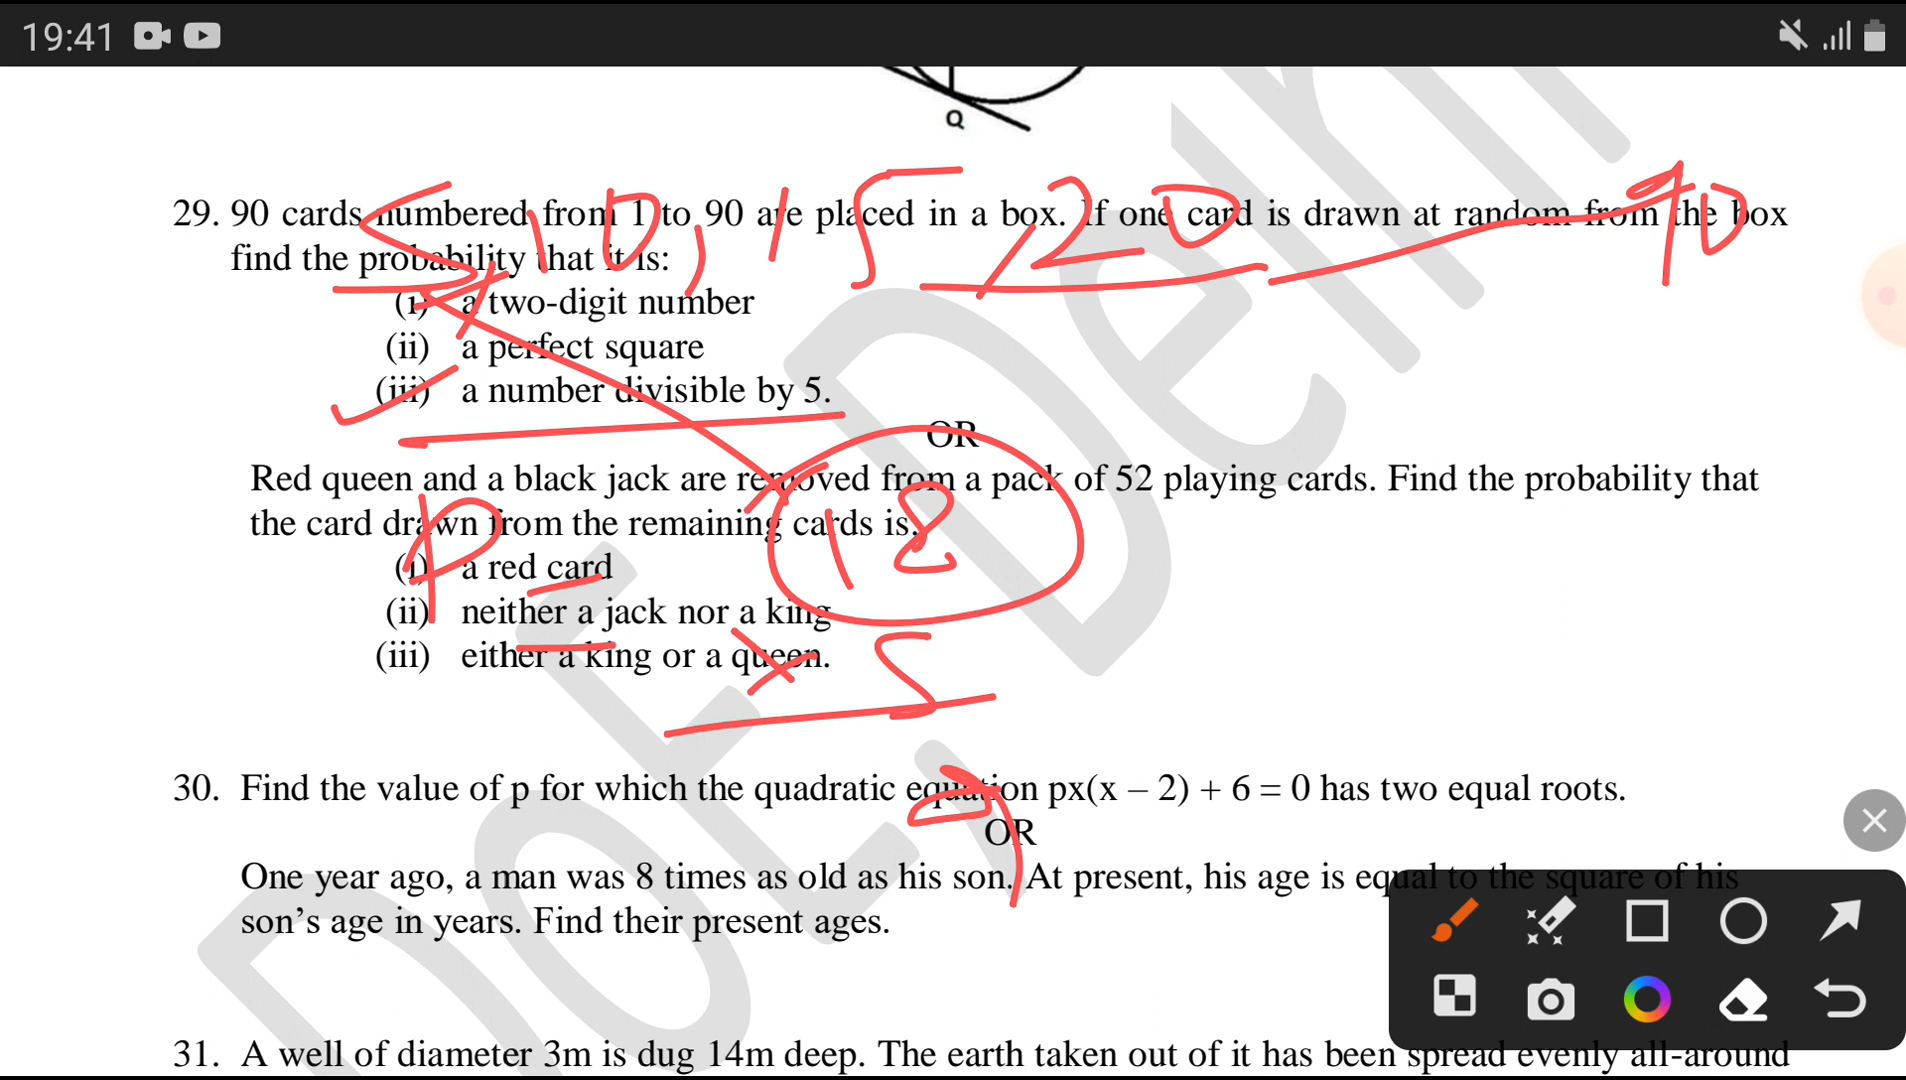 19:41
Q
29. 90 cards numbered from 1 to 90 are placed in a box. If one card is drawn at random from the box
find the probability that it is:
5, 10, 15, 20 90
(i) a two-digit number
(ii) a perfect square
(iii) a number divisible by 5.
OR
Red queen and a black jack are removed from a pack of 52 playing cards. Find the probability that
the card drawn from the remaining cards is.
18
P =
(i) a red card
(ii) neither a jack nor a king
(iii) either a king or a queen.
× 5
30. Find the value of p for which the quadratic equation px(x – 2) + 6 = 0 has two equal roots.
OR
One year ago, a man was 8 times as old as his son. At present, his age is equal to the square of his
son’s age in years. Find their present ages.
31. A well of diameter 3m is dug 14m deep. The earth taken out of it has been spread evenly all-around
DoE, Delhi